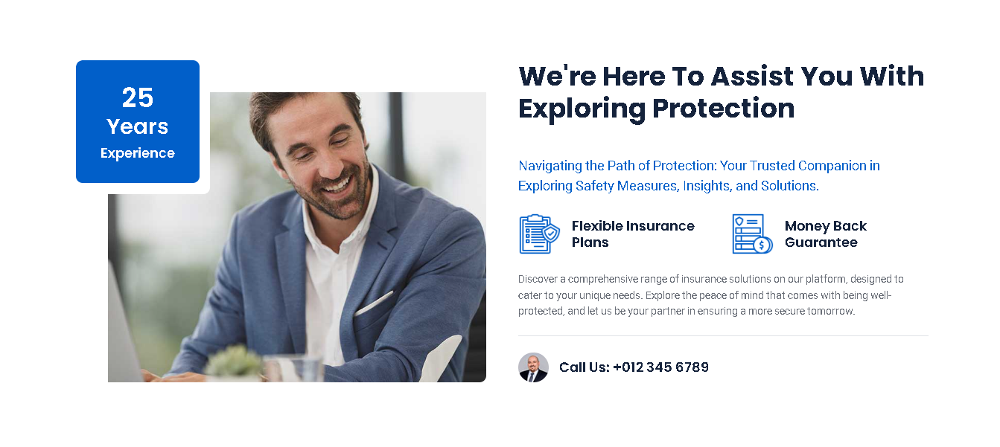 25
Years
Experience
We're Here To Assist You With
Exploring Protection
Navigating the Path of Protection: Your Trusted Companion in
Exploring Safety Measures, Insights, and Solutions.
Flexible Insurance
Plans
Money Back
Guarantee
Discover a comprehensive range of insurance solutions on our platform, designed to
cater to your unique needs. Explore the peace of mind that comes with being well-
protected, and let us be your partner in ensuring a more secure tomorrow.
Call Us: +012 345 6789